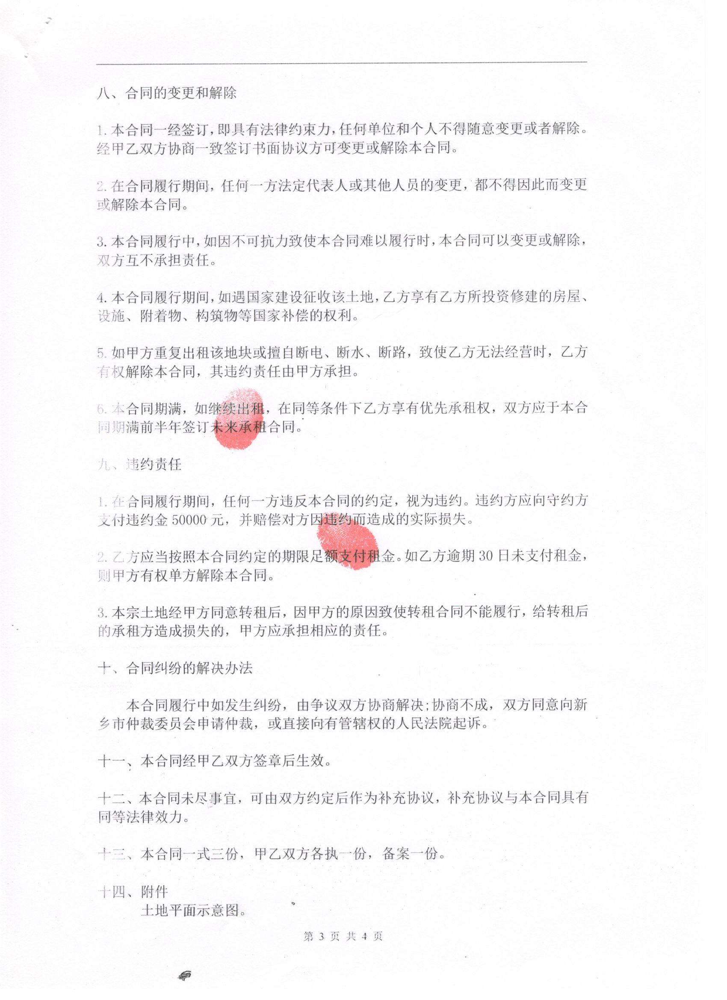 八、合同的变更和解除
1.本合同一经签订,即具有法律约束力,任何单位和个人不得随意变更或者解除。
经甲乙双方协商一致签订书面协议方可变更或解除本合同。
2.在合同履行期间，任何一方法定代表人或其他人员的变更，都不得因此而变更
或解除本合同。
3.本合同履行中,如因不可抗力致使本合同难以履行时,本合同可以变更或解除，
双方互不承担责任。
4.本合同履行期间,如遇国家建设征收该土地,乙方享有乙方所投资修建的房屋、
设施、附着物、构筑物等国家补偿的权利。
5.如甲方重复出租该地块或擅自断电、断水、断路，致使乙方无法经营时，乙方
有权解除本合同，其违约责任由甲方承担。
6.本合同期满，如继续出租，在同等条件下乙方享有优先承租权，双方应于本合
同期满前半年签订未来承租合同。
九、违约责任
1.在合同履行期间，任何一方违反本合同的约定，视为违约。违约方应向守约方
支付违约金 50000 元，并赔偿对方因违约而造成的实际损失。
2.乙方应当按照本合同约定的期限足额支付租金。如乙方逾期 30 日未支付租金，
则甲方有权单方解除本合同。
3.本宗土地经甲方同意转租后，因甲方的原因致使转租合同不能履行，给转租后
的承租方造成损失的，甲方应承担相应的责任。
十、合同纠纷的解决办法
本合同履行中如发生纠纷，由争议双方协商解决;协商不成，双方同意向新
乡市仲裁委员会申请仲裁，或直接向有管辖权的人民法院起诉。
十一、本合同经甲乙双方签章后生效。
十二、本合同未尽事宜，可由双方约定后作为补充协议，补充协议与本合同具有
同等法律效力。
十三、本合同一式三份，甲乙双方各执一份，备案一份。
十四、附件
土地平面示意图。
第 3 页 共 4 页